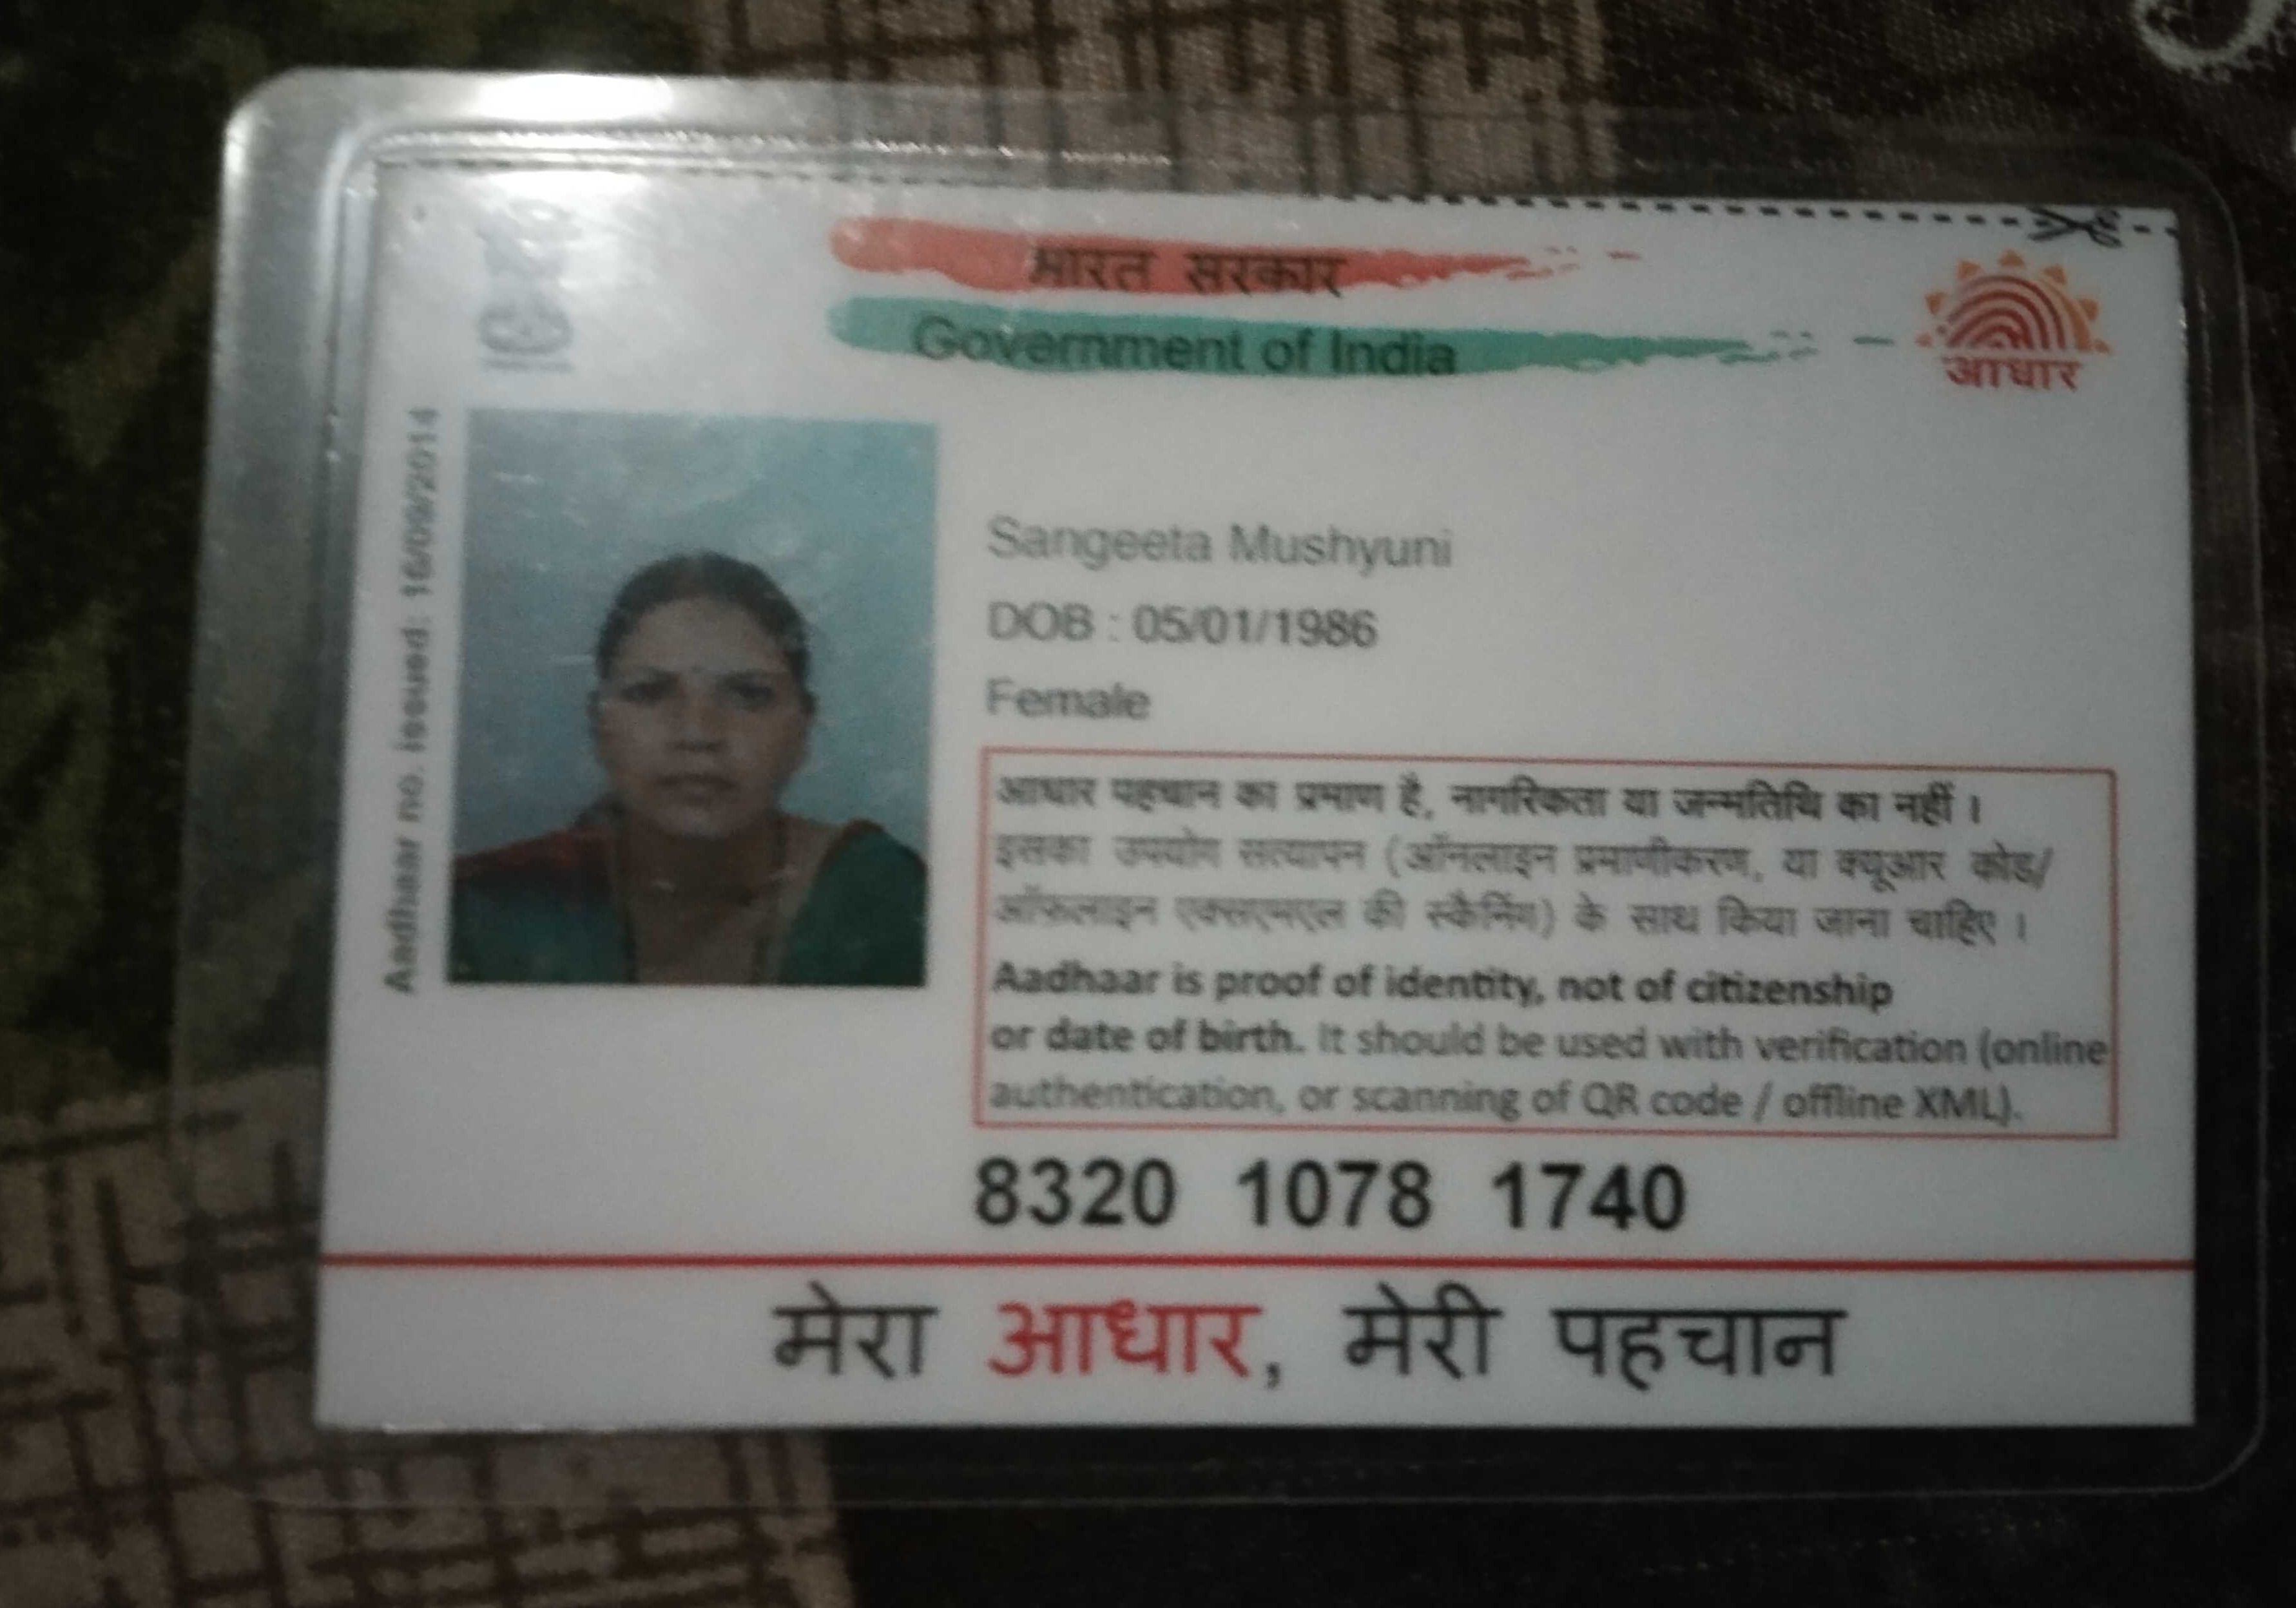 भारत सरकार
Government of India
आधार
Aadhaar no. issued: 16/09/2014
Sangeeta Mushyuni
DOB : 05/01/1986
Female
आधार पहचान का प्रमाण है, नागरिकता या जन्मतिथि का नहीं ।
इसका उपयोग सत्यापन (ऑनलाइन प्रमाणीकरण, या क्यूआर कोड/
ऑफ़लाइन एक्सएमएल की स्कैनिंग) के साथ किया जाना चाहिए ।
Aadhaar is proof of identity, not of citizenship
or date of birth. It should be used with verification (online
authentication, or scanning of QR code / offline XML).
8320 1078 1740
मेरा आधार, मेरी पहचान